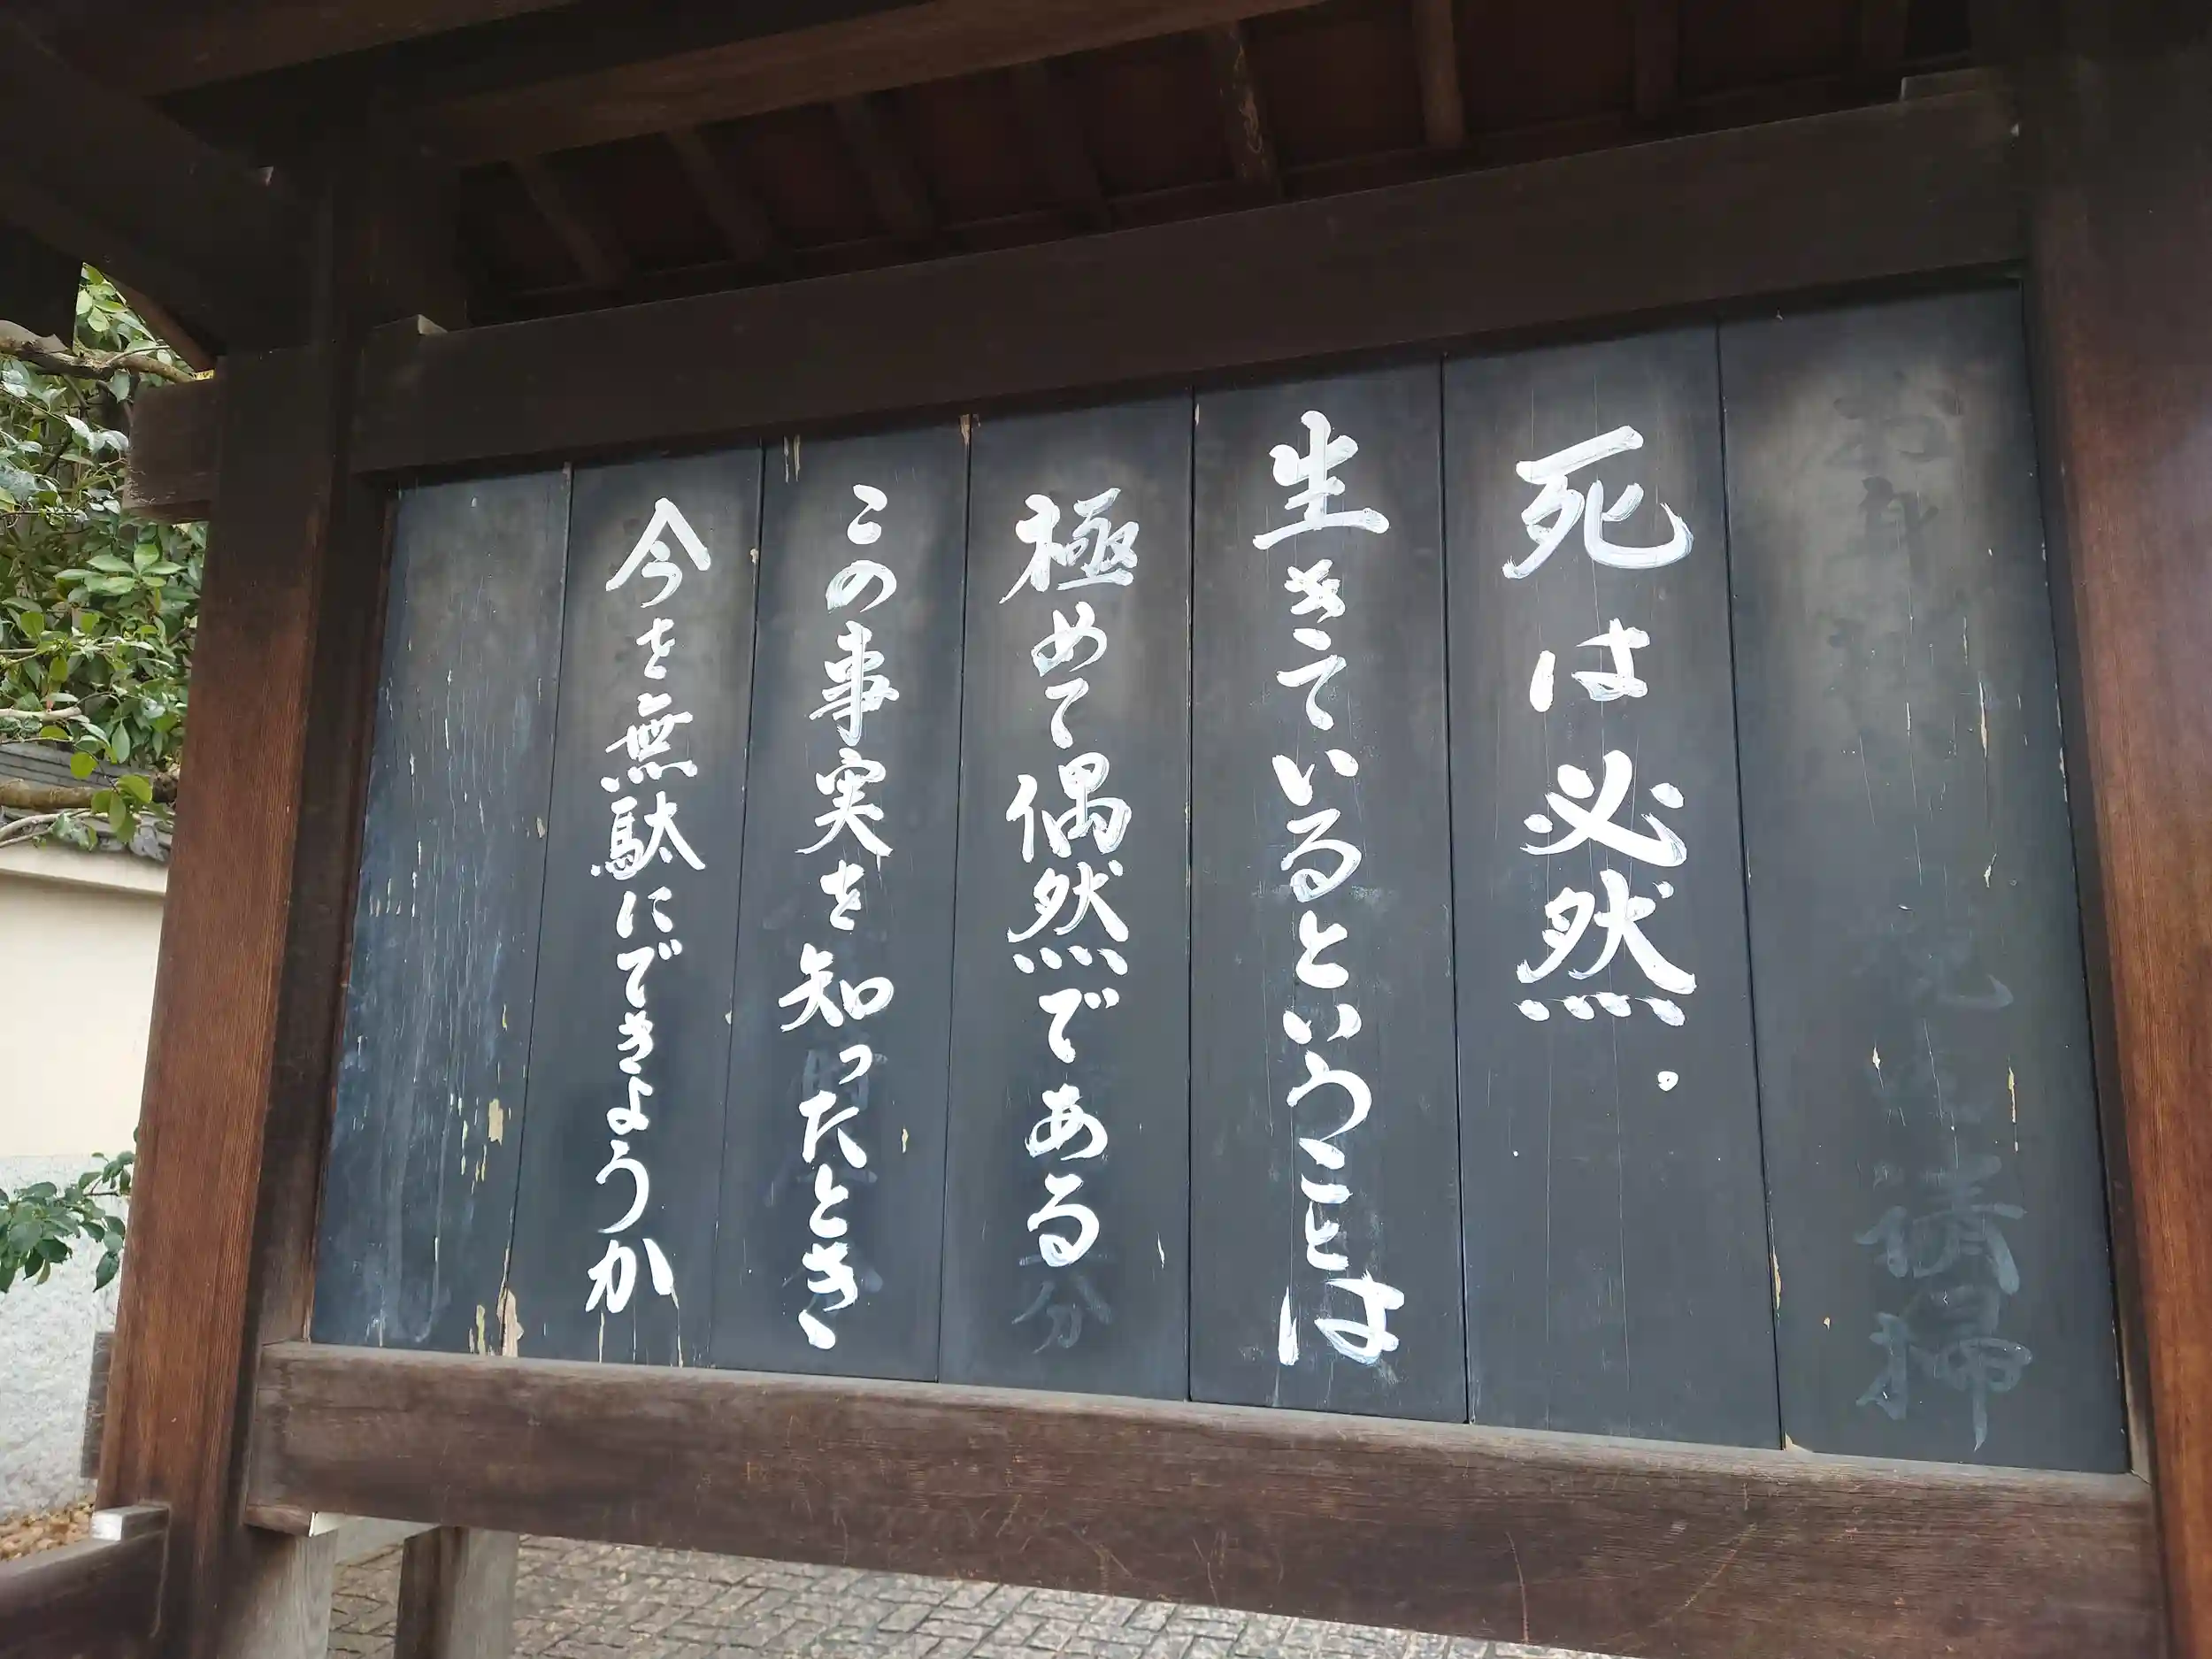 死は必然.
生きているということは
極めて偶然である
この事実を知ったとき
今を無駄にできようか